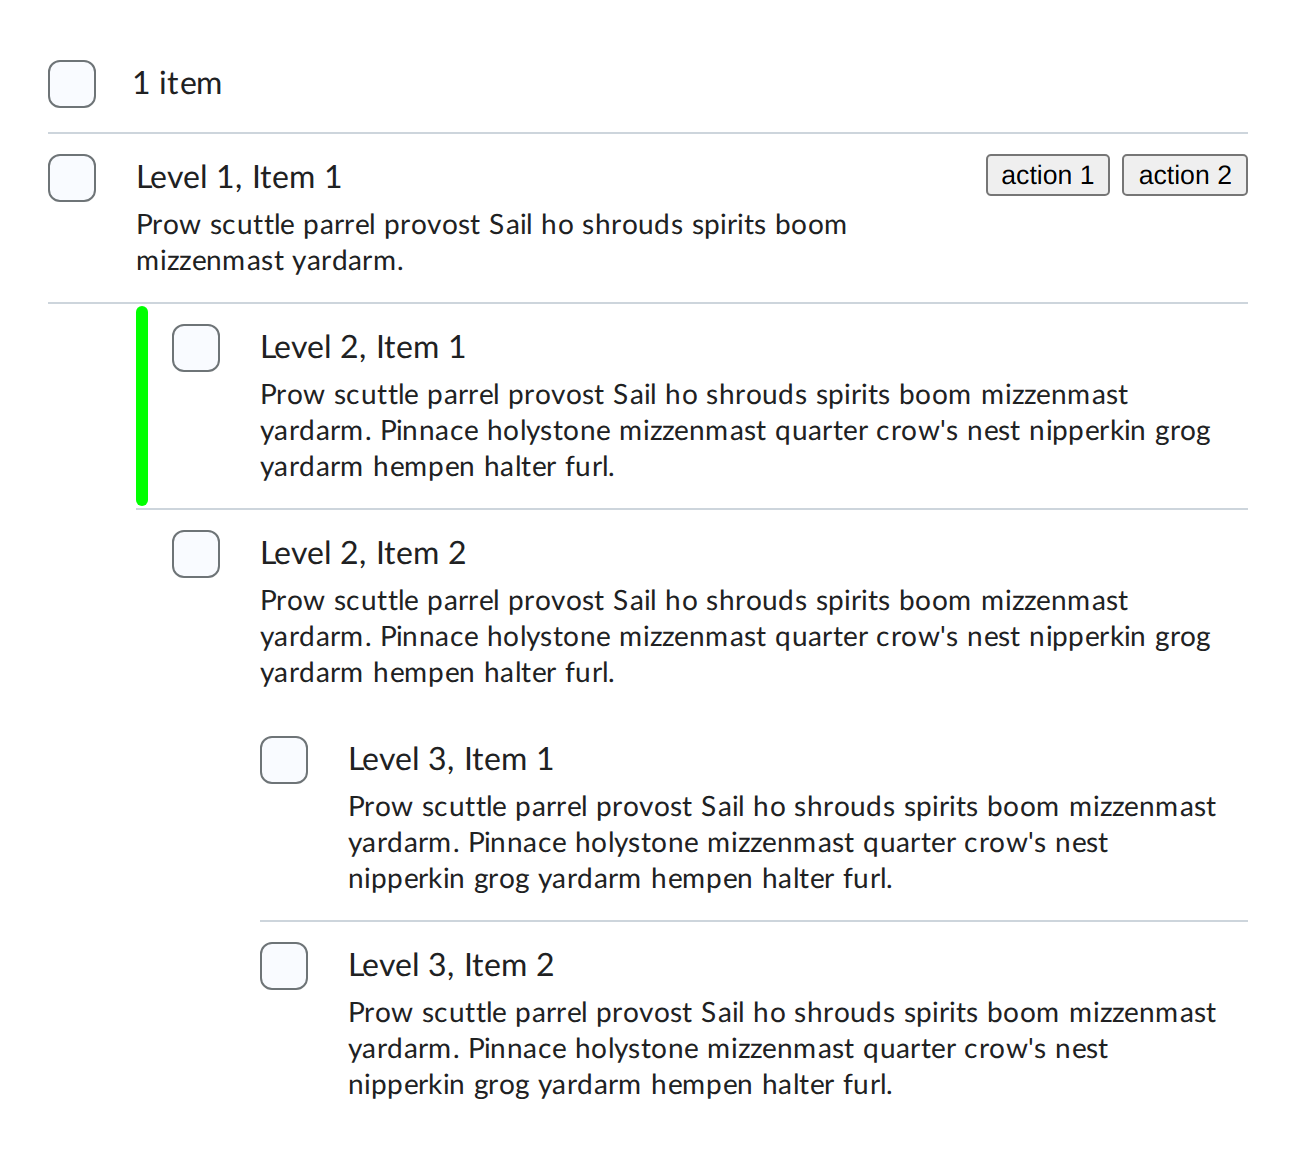 1 item
Level 1, Item 1
action 1 action 2
Prow scuttle parrel provost Sail ho shrouds spirits boom
mizzenmast yardarm.
Level 2, Item 1
Prow scuttle parrel provost Sail ho shrouds spirits boom mizzenmast
yardarm. Pinnace holystone mizzenmast quarter crow's nest nipperkin grog
yardarm hempen halter furl.
Level 2, Item 2
Prow scuttle parrel provost Sail ho shrouds spirits boom mizzenmast
yardarm. Pinnace holystone mizzenmast quarter crow's nest nipperkin grog
yardarm hempen halter furl.
Level 3, Item 1
Prow scuttle parrel provost Sail ho shrouds spirits boom mizzenmast
yardarm. Pinnace holystone mizzenmast quarter crow's nest
nipperkin grog yardarm hempen halter furl.
Level 3, Item 2
Prow scuttle parrel provost Sail ho shrouds spirits boom mizzenmast
yardarm. Pinnace holystone mizzenmast quarter crow's nest
nipperkin grog yardarm hempen halter furl.